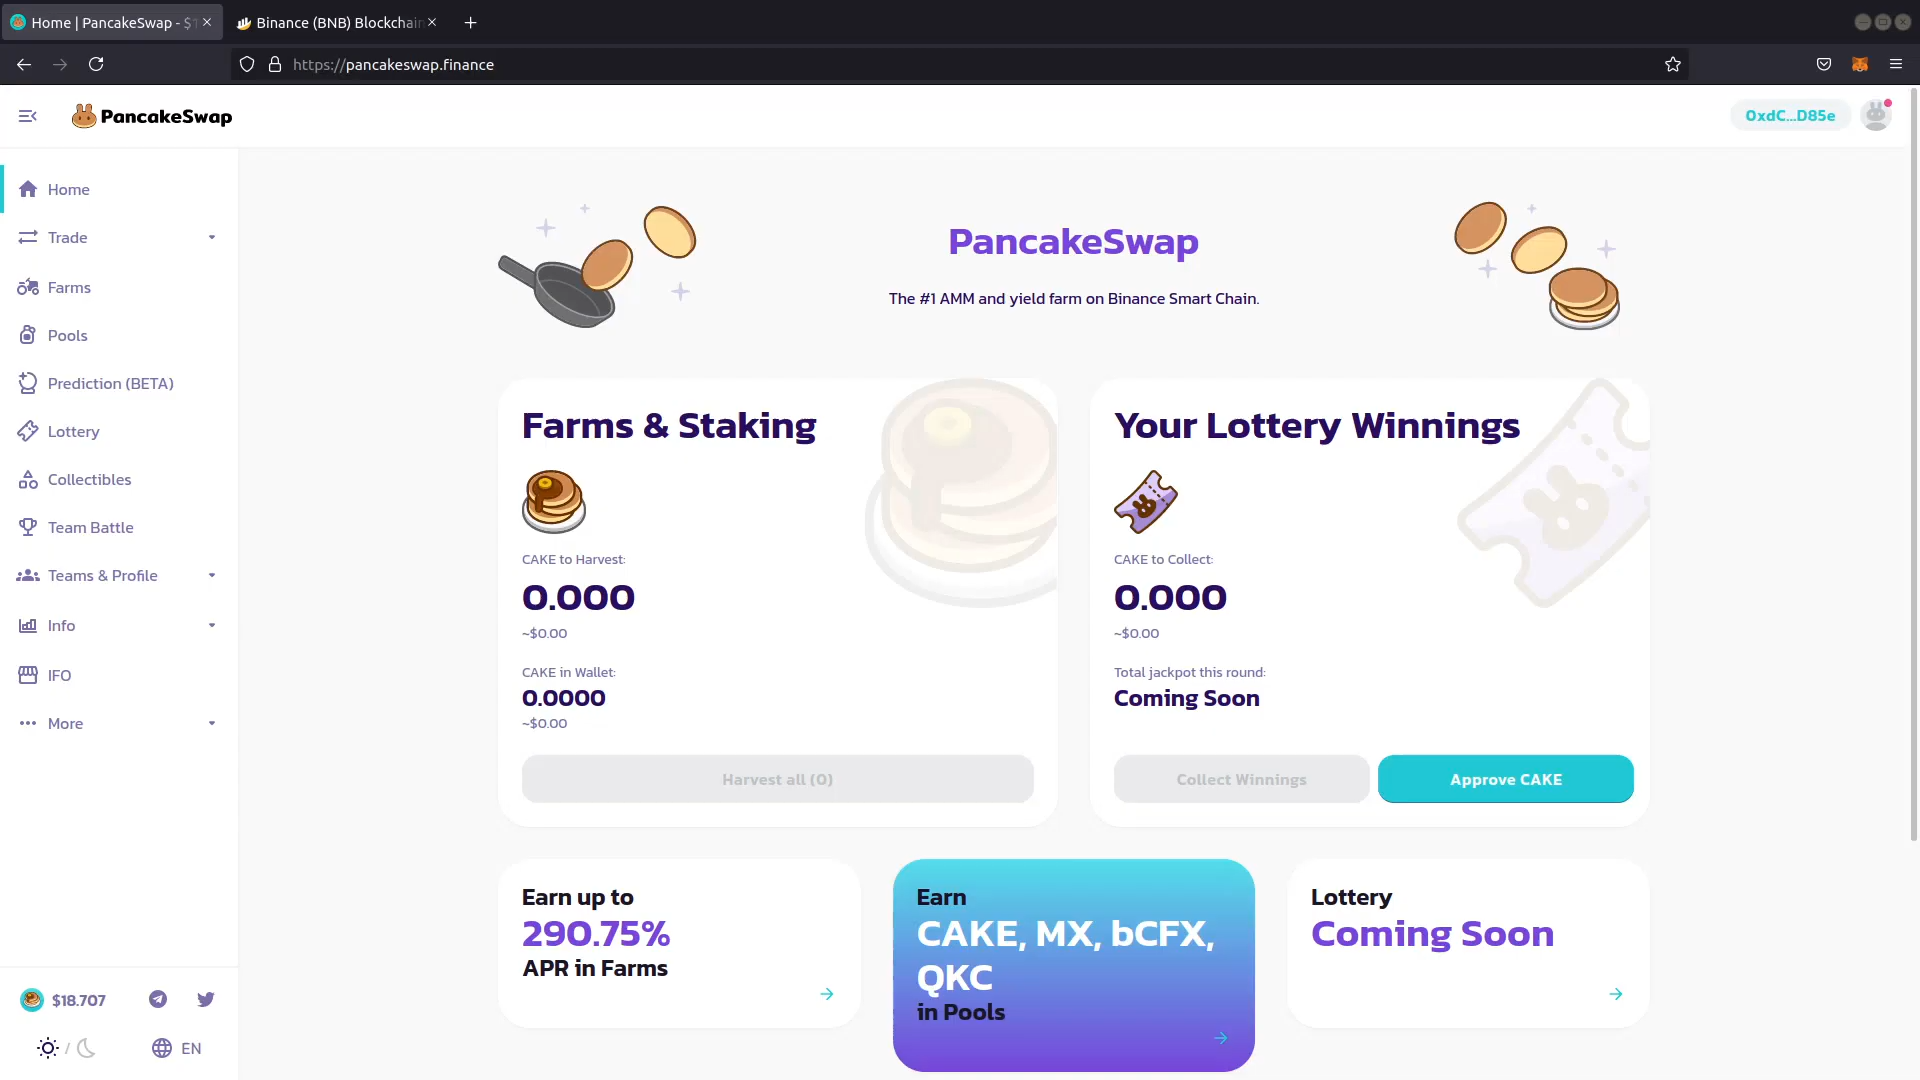 Home | PancakeSwap - $1
Binance (BNB) Blockchain
https://pancakeswap.finance
PancakeSwap
0xdC...D85e
Home
Trade
Farms
Pools
Prediction (BETA)
Lottery
Collectibles
Team Battle
Teams & Profile
Info
IFO
More
$18.707
/
EN
PancakeSwap
The #1 AMM and yield farm on Binance Smart Chain.
Farms & Staking
CAKE to Harvest:
0.000
~$0.00
CAKE in Wallet:
0.0000
~$0.00
Harvest all (0)
Your Lottery Winnings
CAKE to Collect:
0.000
~$0.00
Total jackpot this round:
Coming Soon
Collect Winnings
Approve CAKE
Earn up to
290.75%
APR in Farms
Earn
CAKE, MX, bCFX,
QKC
in Pools
Lottery
Coming Soon